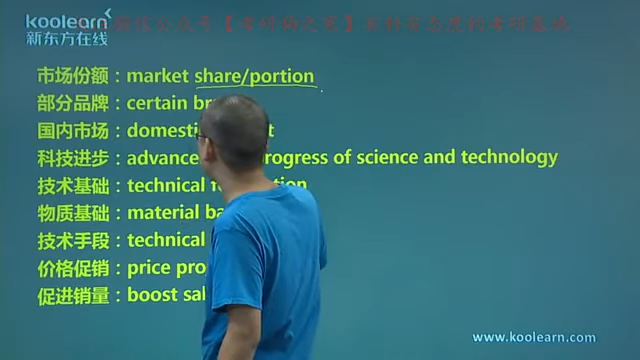 koolearn
新东方在线
市场份额：market share/portion
部分品牌：certain br
国内市场：domesti t
科技进步：advance rogress of science and technology
技术基础：technical f tion
物质基础：material ba
技术手段：technical
价格促销：price pro
促进销量：boost sal
www.koolearn.com